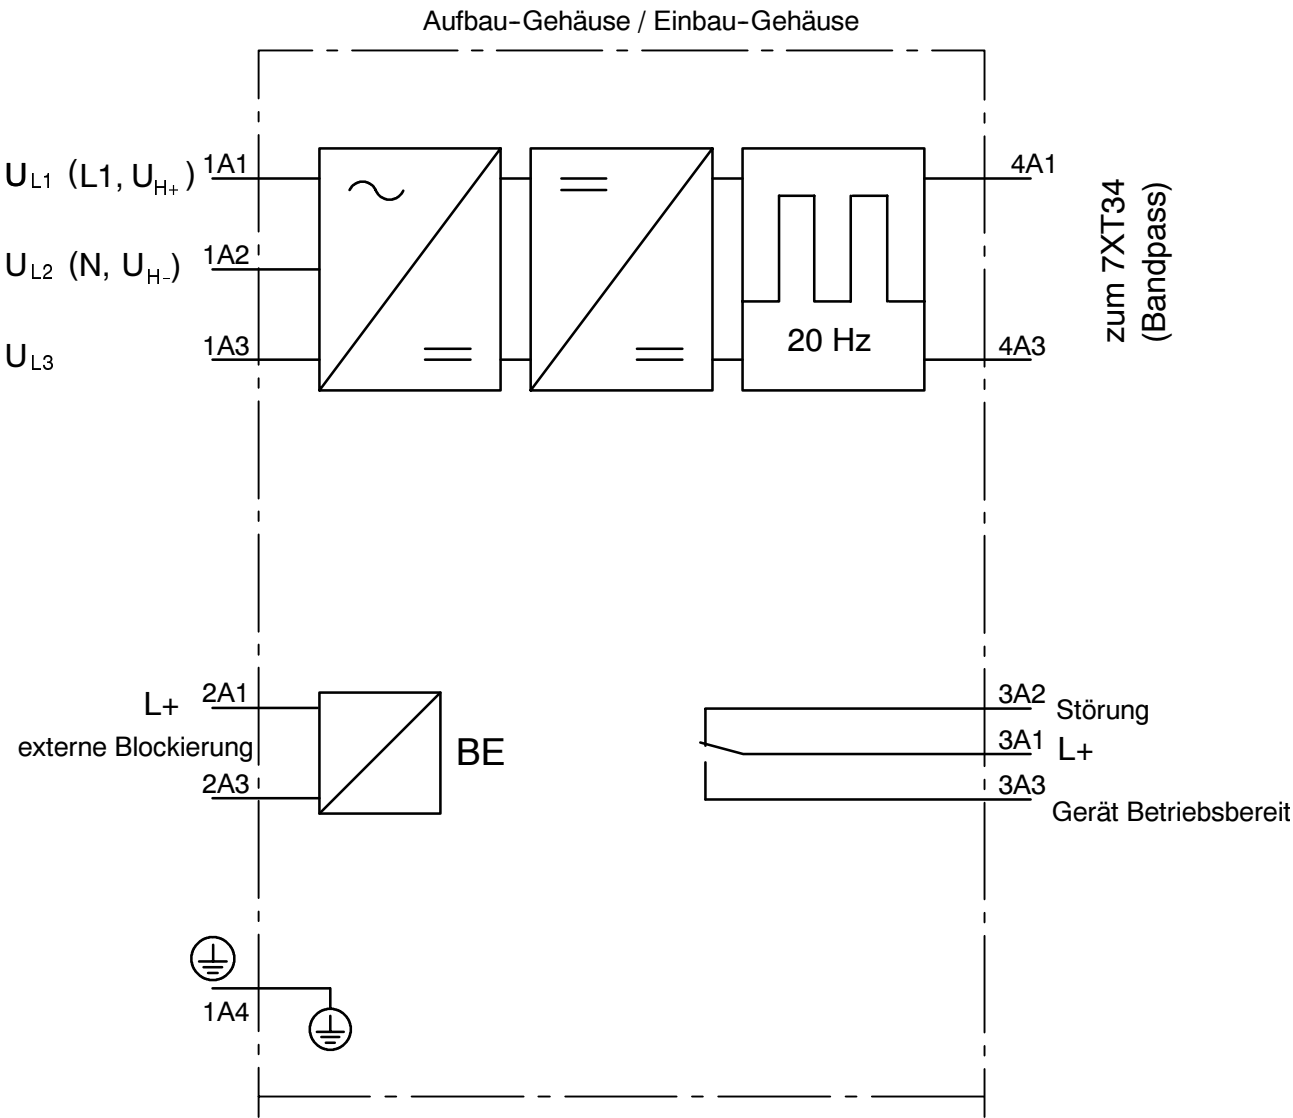 Aufbau-Gehäuse / Einbau-Gehäuse
UL1 (L1, UH+) 1A1
4A1
UL2 (N, UH-) 1A2
UL3 1A3
20 Hz
4A3
zum 7XT34
(Bandpass)
L+ 2A1
externe Blockierung
2A3
BE
3A2 Störung
3A1 L+
3A3
Gerät Betriebsbereit
1A4